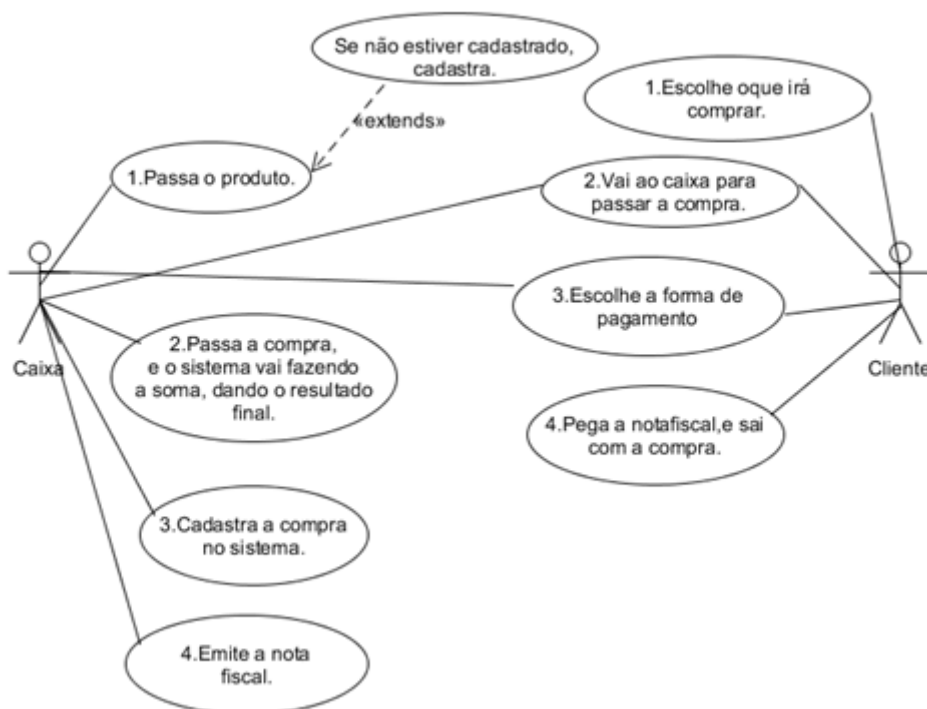 Se não estiver cadastrado,
cadastra.
«extends»
1.Passa o produto.
1.Escolhe oque irá
comprar.
2.Vai ao caixa para
passar a compra.
3.Escolhe a forma de
pagamento
Caixa
Cliente
2.Passa a compra,
e o sistema vai fazendo
a soma, dando o resultado
final.
4.Pega a notafiscal,e sai
com a compra.
3.Cadastra a compra
no sistema.
4.Emite a nota
fiscal.